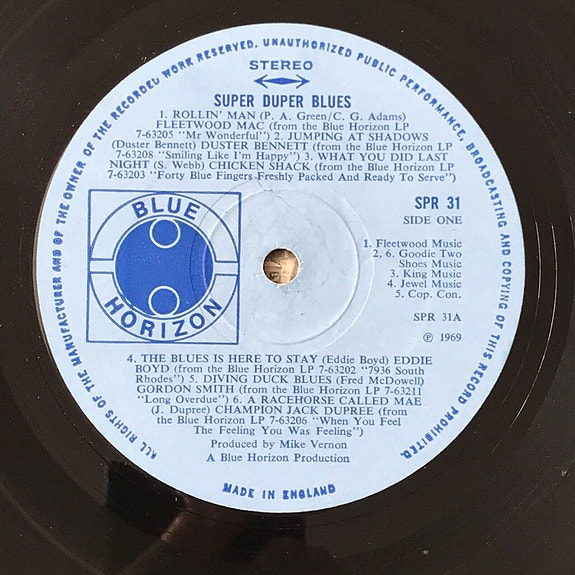 ALL RIGHTS OF THE MANUFACTURER AND OF THE OWNER OF THE RECORDED WORK RESERVED. UNAUTHORIZED PUBLIC PERFORMANCE, BROADCASTING AND COPYING OF THIS RECORD PROHIBITED.
STEREO
SUPER DUPER BLUES
1. ROLLIN' MAN (P. A. Green/C. G. Adams)
FLEETWOOD MAC (from the Blue Horizon LP
7-63205 "Mr Wonderful") 2. JUMPING AT SHADOWS
(Duster Bennett) DUSTER BENNETT (from the Blue Horizon LP
7-63208 "Smiling Like I'm Happy") 3. WHAT YOU DID LAST
NIGHT (S. Webb) CHICKEN SHACK (from the Blue Horizon LP
7-63203 "Forty Blue Fingers Freshly Packed And Ready To Serve")
BLUE
HORIZON
SPR 31
SIDE ONE
1. Fleetwood Music
2, 6. Goodie Two
Shoes Music
3. King Music
4. Jewel Music
5. Cop. Con.
SPR 31A
℗ 1969
4. THE BLUES IS HERE TO STAY (Eddie Boyd) EDDIE
BOYD (from the Blue Horizon LP 7-63202 "7936 South
Rhodes") 5. DIVING DUCK BLUES (Fred McDowell)
GORDON SMITH (from the Blue Horizon LP 7-63211
"Long Overdue") 6. A RACEHORSE CALLED MAE
(J. Dupree) CHAMPION JACK DUPREE (from
the Blue Horizon LP 7-63206 "When You Feel
The Feeling You Was Feeling")
Produced by Mike Vernon
A Blue Horizon Production
MADE IN ENGLAND